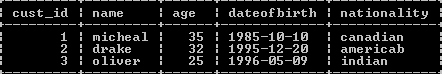 cust_id | name | age | dateofbirth | nationality
1 | micheal | 35 | 1985-10-10 | canadian
2 | drake | 32 | 1995-12-20 | americab
3 | oliver | 25 | 1996-05-09 | indian